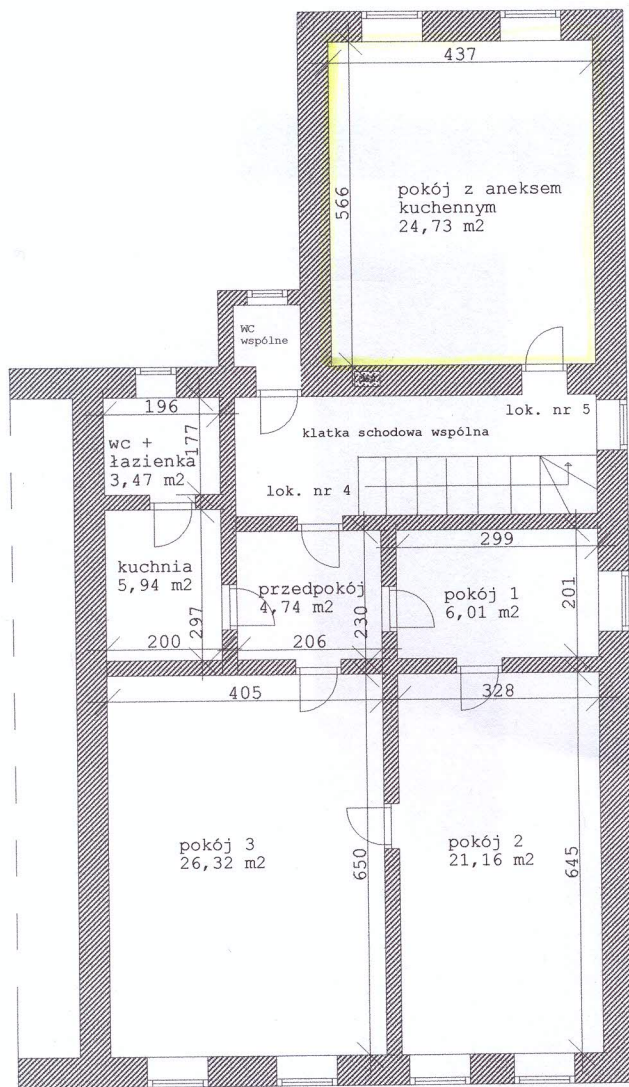 437
566
pokój z aneksem
kuchennym
24,73 m2
WC
wspólne
lok. nr 5
196
177
klatka schodowa wspólna
wc +
łazienka
3,47 m2
lok. nr 4
299
kuchnia
5,94 m2
297
przedpokój
4,74 m2
230
pokój 1
6,01 m2
201
200
206
405
328
pokój 3
26,32 m2
650
pokój 2
21,16 m2
645